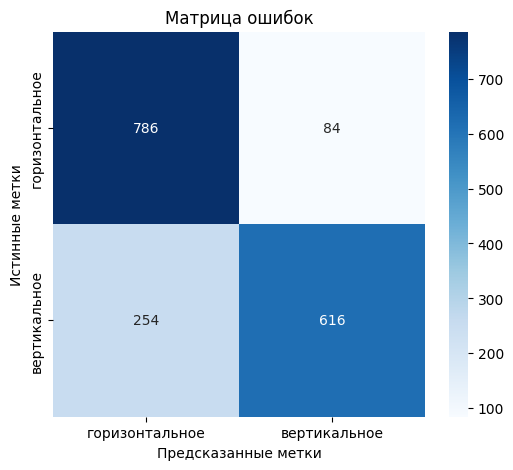 Матрица ошибок
Истинные метки
горизонтальное
вертикальное
786
84
254
616
горизонтальное
вертикальное
Предсказанные метки
700
600
500
400
300
200
100